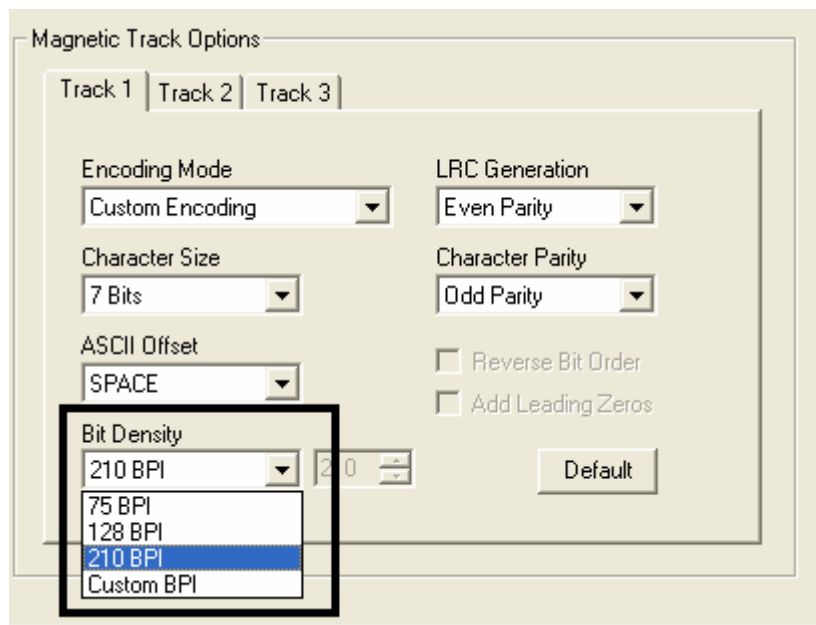 Magnetic Track Options
Track 1 Track 2 Track 3
Encoding Mode
Custom Encoding
LRC Generation
Even Parity
Character Size
7 Bits
Character Parity
Odd Parity
ASCII Offset
SPACE
Reverse Bit Order
Add Leading Zeros
Bit Density
210 BPI
Default
75 BPI
128 BPI
210 BPI
Custom BPI